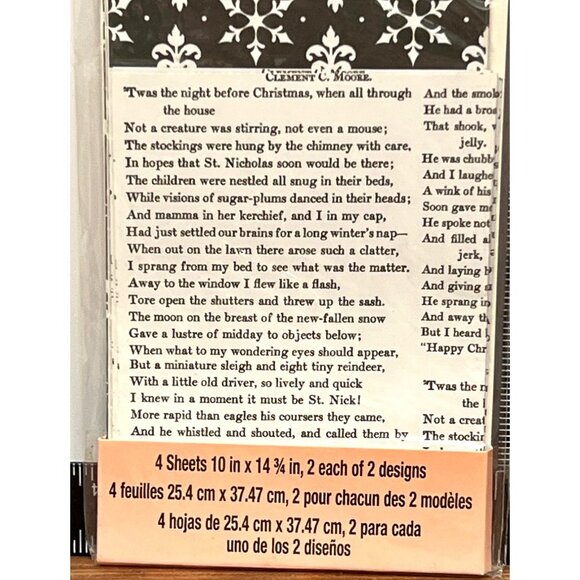 CLEMENT C. MOORE.
'Twas the night before Christmas, when all through
the house
Not a creature was stirring, not even a mouse;
The stockings were hung by the chimney with care,
In hopes that St. Nicholas soon would be there;
The children were nestled all snug in their beds,
While visions of sugar-plums danced in their heads;
And mamma in her kerchief, and I in my cap,
Had just settled our brains for a long winter's nap—
When out on the lawn there arose such a clatter,
I sprang from my bed to see what was the matter.
Away to the window I flew like a flash,
Tore open the shutters and threw up the sash.
The moon on the breast of the new-fallen snow
Gave a lustre of midday to objects below;
When what to my wondering eyes should appear,
But a miniature sleigh and eight tiny reindeer,
With a little old driver, so lively and quick
I knew in a moment it must be St. Nick!
More rapid than eagles his coursers they came,
And he whistled and shouted, and called them by
And the
He had a
That shook,
jelly.
He was
And I
A wink of his
Soon gave
He spoke not
And filled
jerk,
And laying
And giving
He sprang
And away
But I heard
"Happy
'Twas the
the
Not a
The
4 Sheets 10 in x 14 ¾ in, 2 each of 2 designs
4 feuilles 25.4 cm x 37.47 cm, 2 pour chacun des 2 modèles
4 hojas de 25.4 cm x 37.47 cm, 2 para cada
uno de los 2 diseños